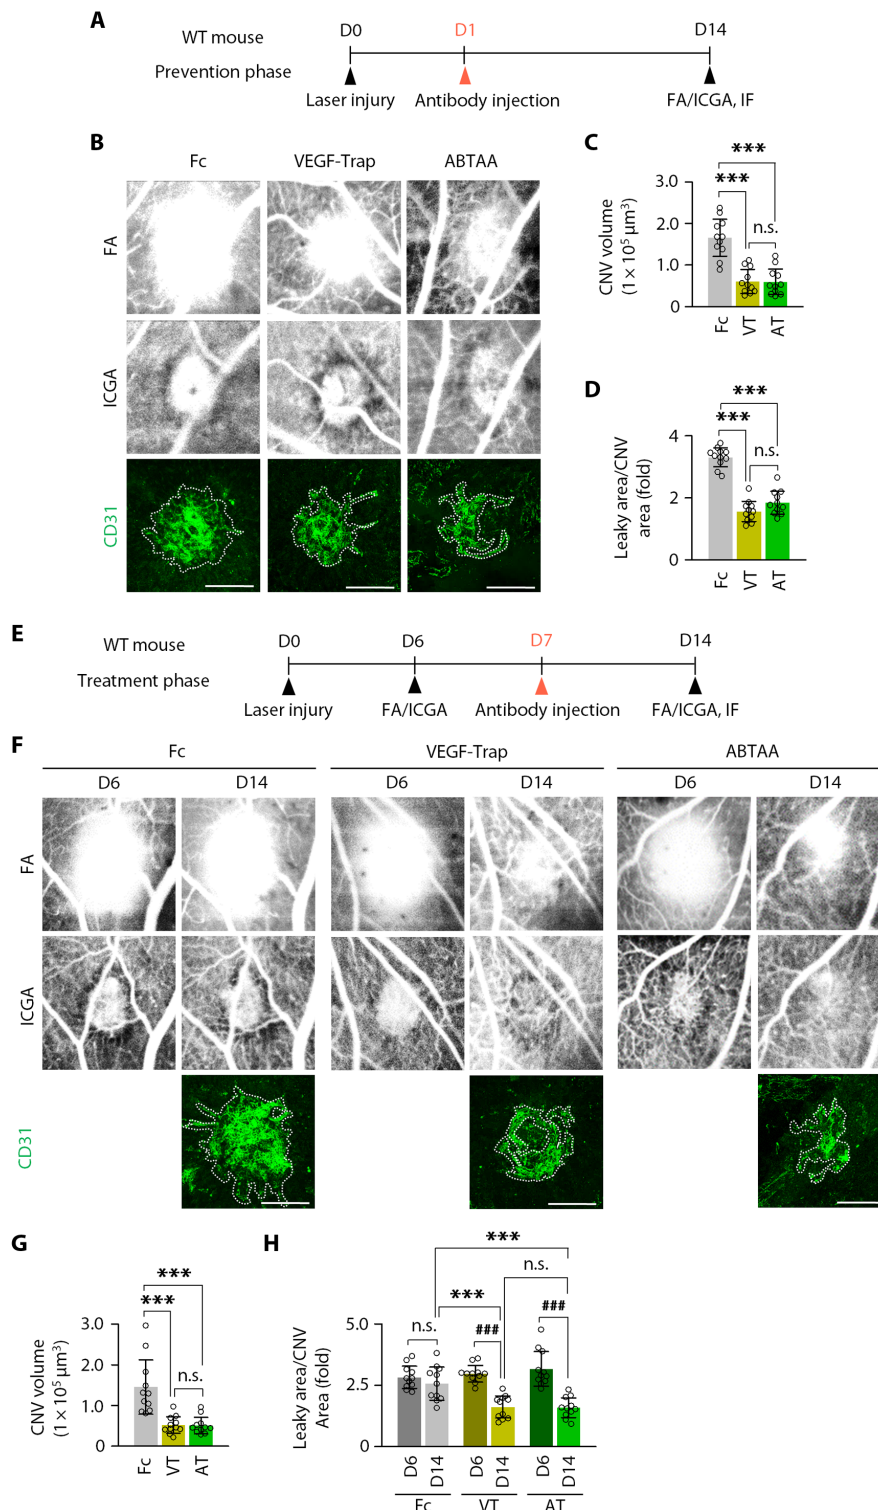 A
WT mouse
D0
D1
D14
Prevention phase
Laser injury
Antibody injection
FA/ICGA, IF
B
Fc
VEGF-Trap
ABTAA
FA
ICGA
CD31
C
***
***
n.s.
3.0
2.0
1.0
0
CNV volume
(1 × 10⁵ μm³)
Fc
VT
AT
D
***
***
n.s.
4
2
0
Leaky area/CNV
area (fold)
Fc
VT
AT
E
WT mouse
D0
D6
D7
D14
Treatment phase
Laser injury
FA/ICGA
Antibody injection
FA/ICGA, IF
F
Fc
VEGF-Trap
ABTAA
D6
D14
D6
D14
D6
D14
FA
ICGA
CD31
G
***
***
n.s.
3.0
2.0
1.0
0
CNV volume
(1 × 10⁵ μm³)
Fc
VT
AT
H
***
n.s.
***
n.s.
###
###
5.0
2.5
0
Leaky area/CNV
Area (fold)
D6
D14
D6
D14
D6
D14
Fc
VT
AT